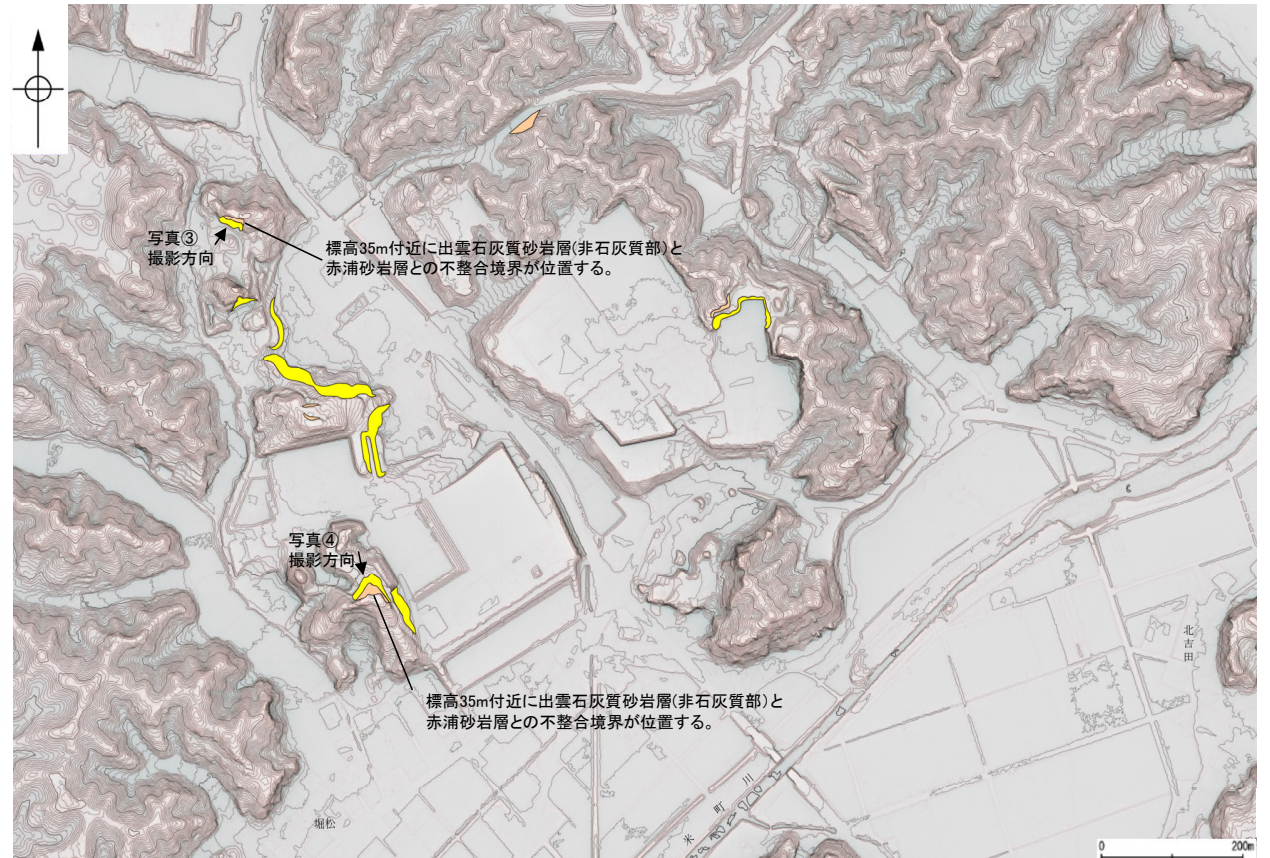 写真③
撮影方向
標高35m付近に出雲石灰質砂岩層(非石灰質部)と
赤浦砂岩層との不整合境界が位置する。
写真④
撮影方向
標高35m付近に出雲石灰質砂岩層(非石灰質部)と
赤浦砂岩層との不整合境界が位置する。
北吉田
米町川
堀松
0 200m